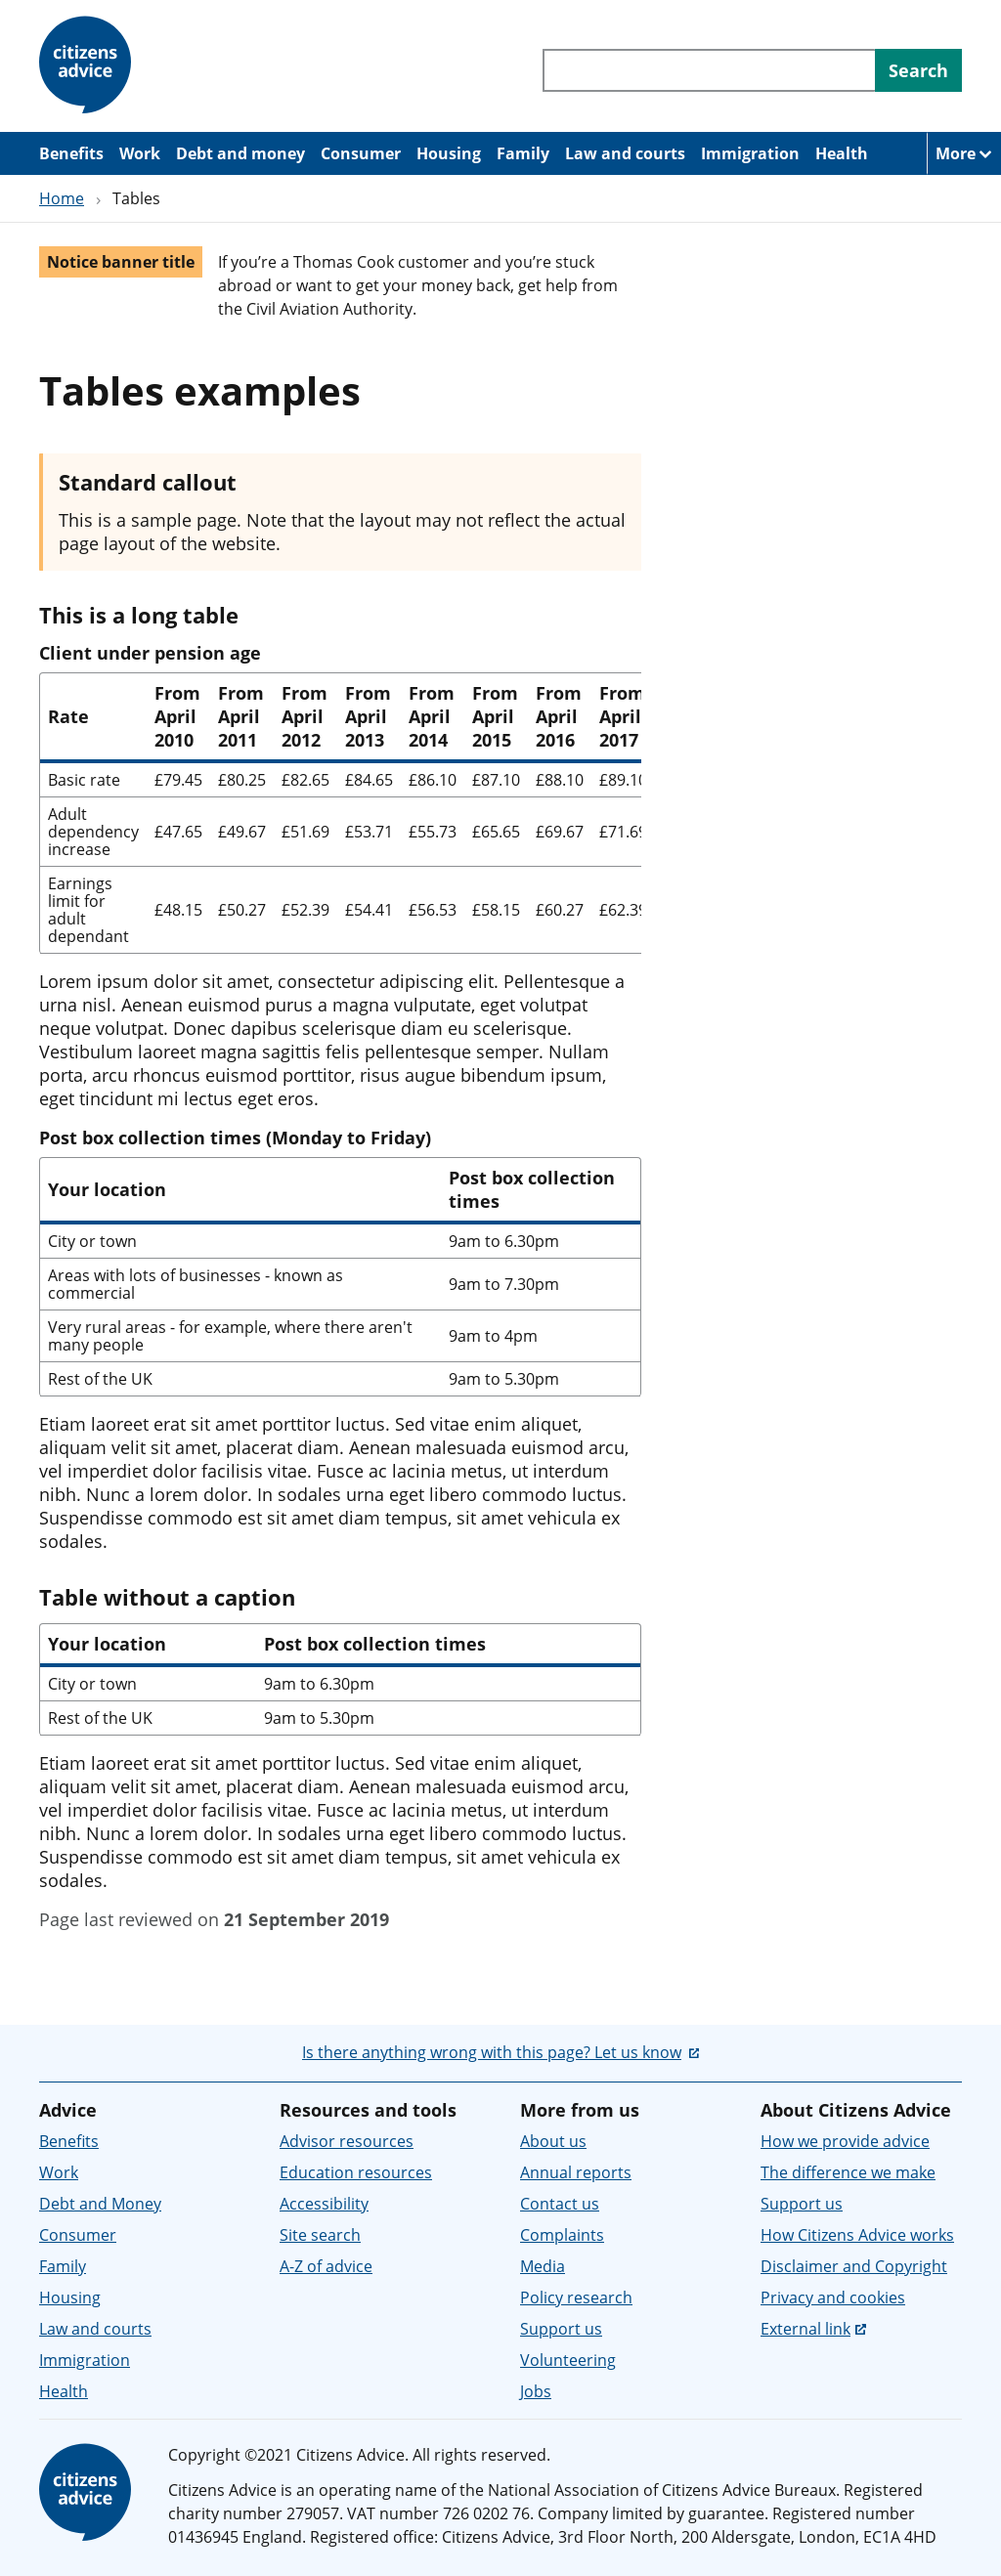 citizens
advice
Search
Benefits Work Debt and money Consumer Housing Family Law and courts Immigration Health More
Home › Tables
Notice banner title
If you’re a Thomas Cook customer and you’re stuck
abroad or want to get your money back, get help from
the Civil Aviation Authority.
Tables examples
Standard callout
This is a sample page. Note that the layout may not reflect the actual
page layout of the website.
This is a long table
Client under pension age
Rate From April 2010 From April 2011 From April 2012 From April 2013 From April 2014 From April 2015 From April 2016 From April 2017
Basic rate £79.45 £80.25 £82.65 £84.65 £86.10 £87.10 £88.10 £89.10
Adult dependency increase £47.65 £49.67 £51.69 £53.71 £55.73 £65.65 £69.67 £71.69
Earnings limit for adult dependant £48.15 £50.27 £52.39 £54.41 £56.53 £58.15 £60.27 £62.39
Lorem ipsum dolor sit amet, consectetur adipiscing elit. Pellentesque a
urna nisl. Aenean euismod purus a magna vulputate, eget volutpat
neque volutpat. Donec dapibus scelerisque diam eu scelerisque.
Vestibulum laoreet magna sagittis felis pellentesque semper. Nullam
porta, arcu rhoncus euismod porttitor, risus augue bibendum ipsum,
eget tincidunt mi lectus eget eros.
Post box collection times (Monday to Friday)
Your location Post box collection times
City or town 9am to 6.30pm
Areas with lots of businesses - known as commercial 9am to 7.30pm
Very rural areas - for example, where there aren't many people 9am to 4pm
Rest of the UK 9am to 5.30pm
Etiam laoreet erat sit amet porttitor luctus. Sed vitae enim aliquet,
aliquam velit sit amet, placerat diam. Aenean malesuada euismod arcu,
vel imperdiet dolor facilisis vitae. Fusce ac lacinia metus, ut interdum
nibh. Nunc a lorem dolor. In sodales urna eget libero commodo luctus.
Suspendisse commodo est sit amet diam tempus, sit amet vehicula ex
sodales.
Table without a caption
Your location Post box collection times
City or town 9am to 6.30pm
Rest of the UK 9am to 5.30pm
Etiam laoreet erat sit amet porttitor luctus. Sed vitae enim aliquet,
aliquam velit sit amet, placerat diam. Aenean malesuada euismod arcu,
vel imperdiet dolor facilisis vitae. Fusce ac lacinia metus, ut interdum
nibh. Nunc a lorem dolor. In sodales urna eget libero commodo luctus.
Suspendisse commodo est sit amet diam tempus, sit amet vehicula ex
sodales.
Page last reviewed on 21 September 2019
Is there anything wrong with this page? Let us know
Advice
Benefits
Work
Debt and Money
Consumer
Family
Housing
Law and courts
Immigration
Health
Resources and tools
Advisor resources
Education resources
Accessibility
Site search
A-Z of advice
More from us
About us
Annual reports
Contact us
Complaints
Media
Policy research
Support us
Volunteering
Jobs
About Citizens Advice
How we provide advice
The difference we make
Support us
How Citizens Advice works
Disclaimer and Copyright
Privacy and cookies
External link
citizens
advice
Copyright ©2021 Citizens Advice. All rights reserved.
Citizens Advice is an operating name of the National Association of Citizens Advice Bureaux. Registered
charity number 279057. VAT number 726 0202 76. Company limited by guarantee. Registered number
01436945 England. Registered office: Citizens Advice, 3rd Floor North, 200 Aldersgate, London, EC1A 4HD